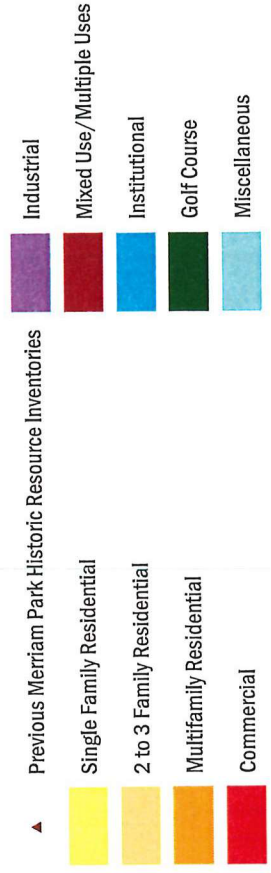 Previous Merriam Park Historic Resource Inventories
Single Family Residential
2 to 3 Family Residential
Multifamily Residential
Commercial
Industrial
Mixed Use/Multiple Uses
Institutional
Golf Course
Miscellaneous